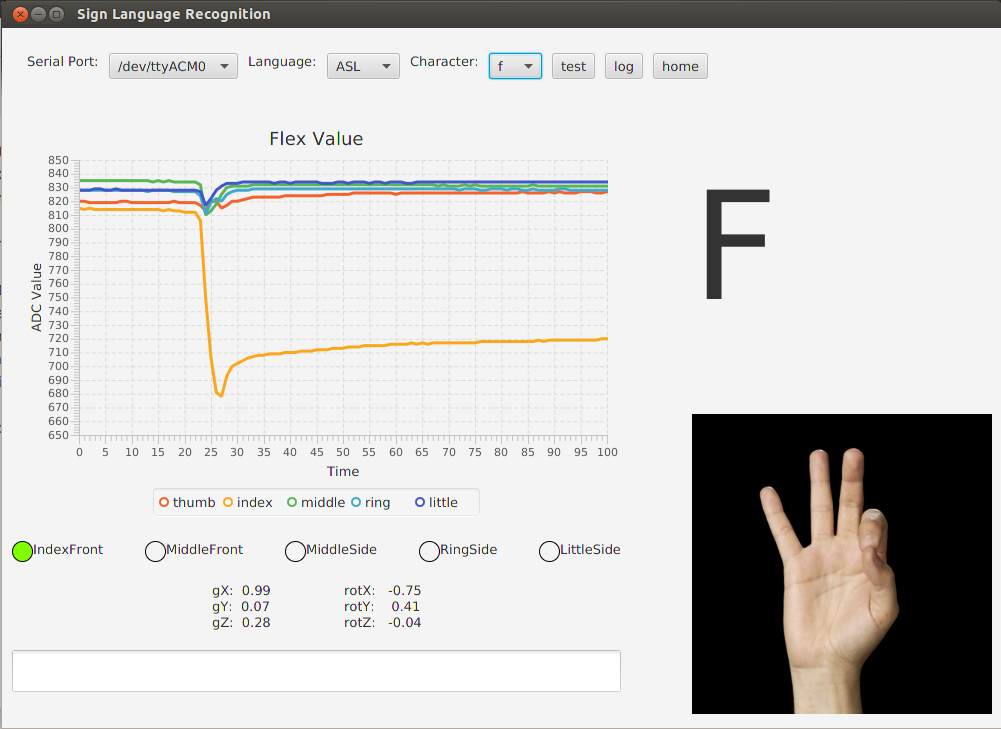 Sign Language Recognition
Serial Port: /dev/ttyACM0 Language: ASL Character: f test log home
Flex Value
F
ADC Value
850
840
830
820
810
800
790
780
770
760
750
740
730
720
710
700
690
680
670
660
650
0 5 10 15 20 25 30 35 40 45 50 55 60 65 70 75 80 85 90 95 100
Time
thumb index middle ring little
IndexFront MiddleFront MiddleSide RingSide LittleSide
gX: 0.99 rotX: -0.75
gY: 0.07 rotY: 0.41
gZ: 0.28 rotZ: -0.04